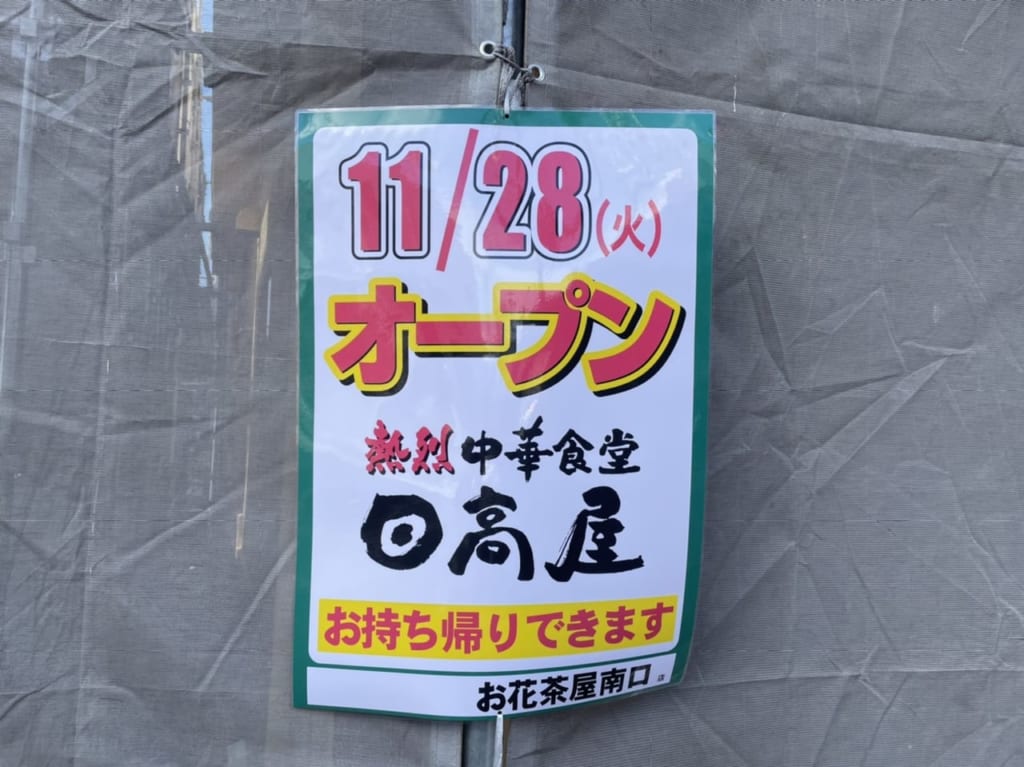 11/28(火)
オープン
熱烈中華食堂
日高屋
お持ち帰りできます
お花茶屋南口店